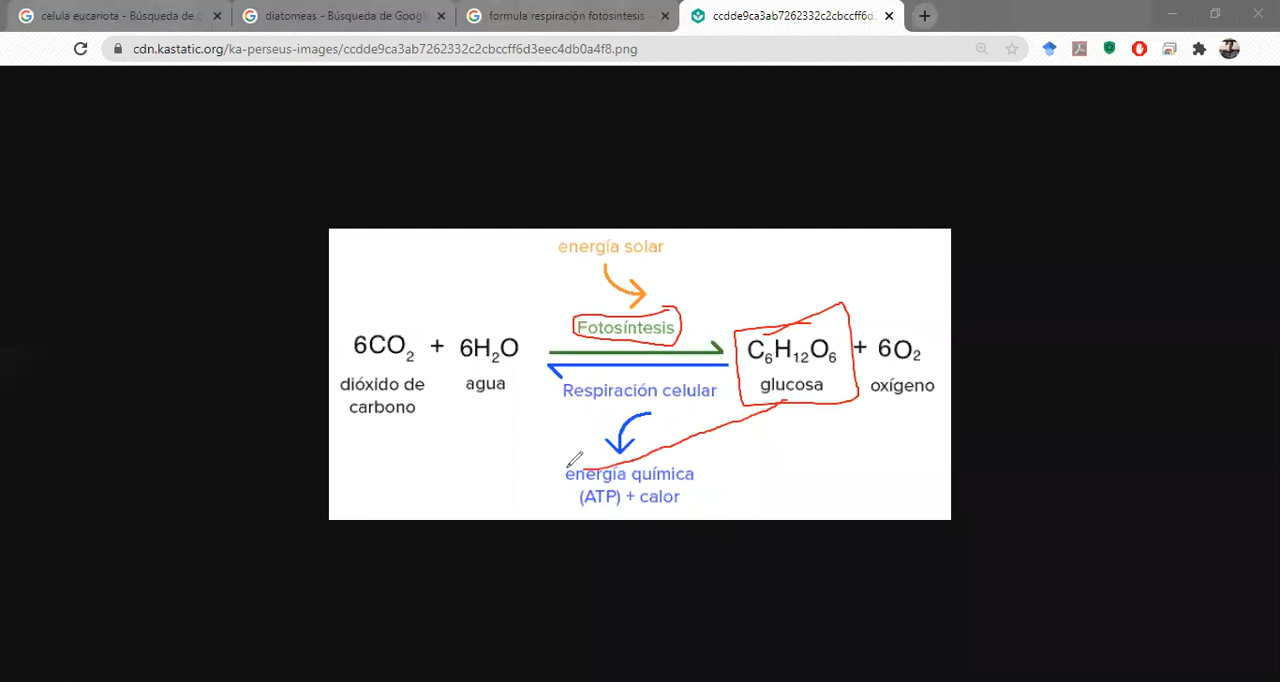 celula eucariota - Búsqueda de G
diatomeas - Búsqueda de Googl
formula respiración fotosintesis -
ccdde9ca3ab7262332c2cbccff6d3
cdn.kastatic.org/ka-perseus-images/ccdde9ca3ab7262332c2cbccff6d3eec4db0a4f8.png
energía solar
Fotosíntesis
6CO₂ + 6H₂O C₆H₁₂O₆ + 6O₂
dióxido de carbono agua glucosa oxígeno
Respiración celular
energía química
(ATP) + calor